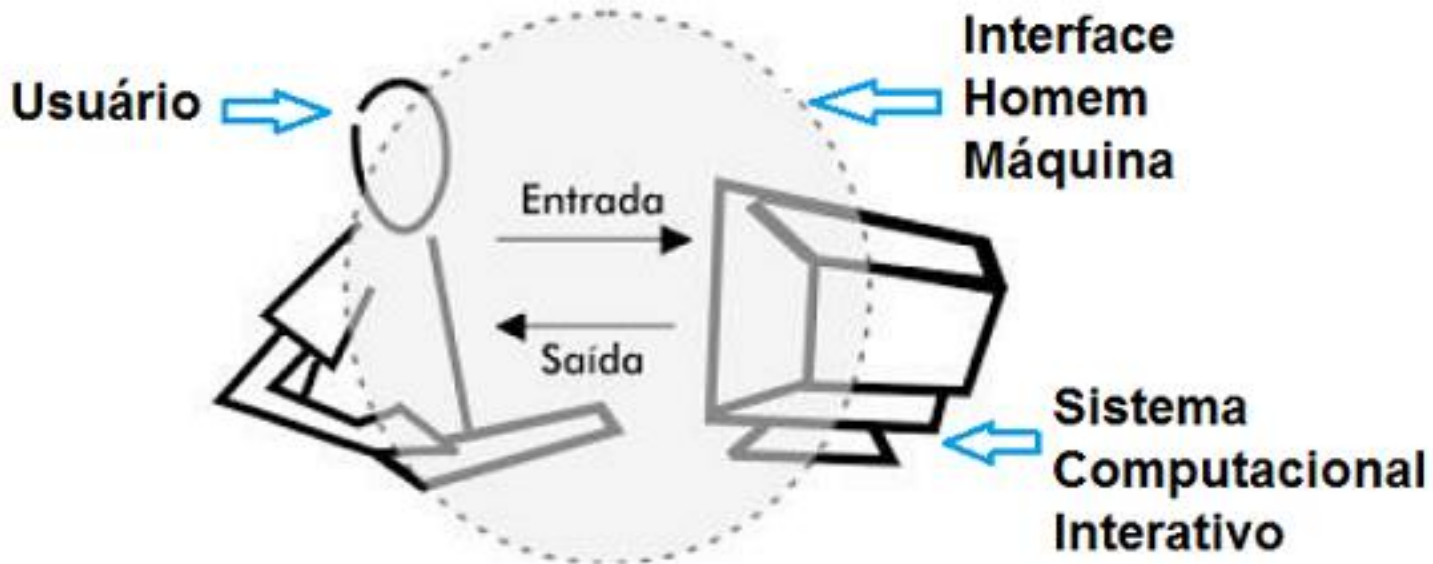 Usuário
Interface
Homem
Máquina
Entrada
Saída
Sistema
Computacional
Interativo